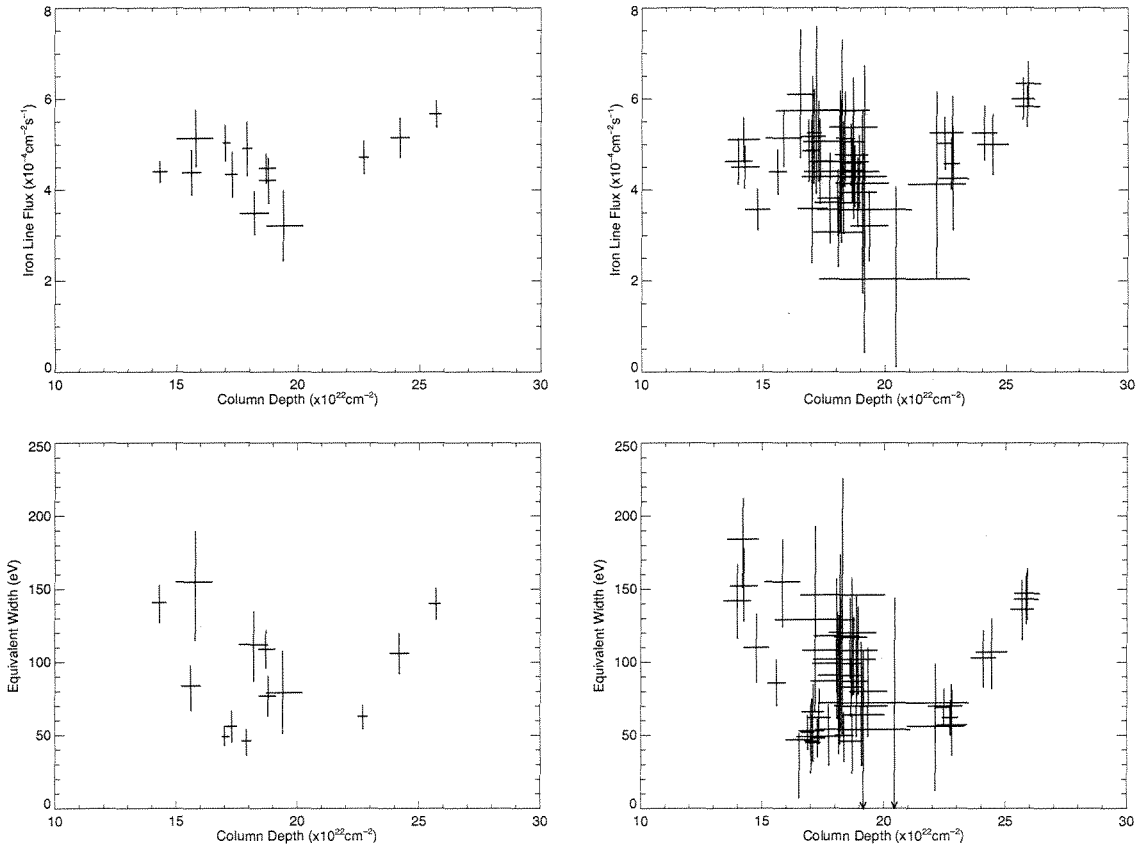 8
6
4
2
0
Iron Line Flux (x10⁻⁴cm⁻²s⁻¹)
10 15 20 25 30
Column Depth (x10²²cm⁻²)
8
6
4
2
0
Iron Line Flux (x10⁻⁴cm⁻²s⁻¹)
10 15 20 25 30
Column Depth (x10²²cm⁻²)
250
200
150
100
50
0
Equivalent Width (eV)
10 15 20 25 30
Column Depth (x10²²cm⁻²)
250
200
150
100
50
0
Equivalent Width (eV)
10 15 20 25 30
Column Depth (x10²²cm⁻²)